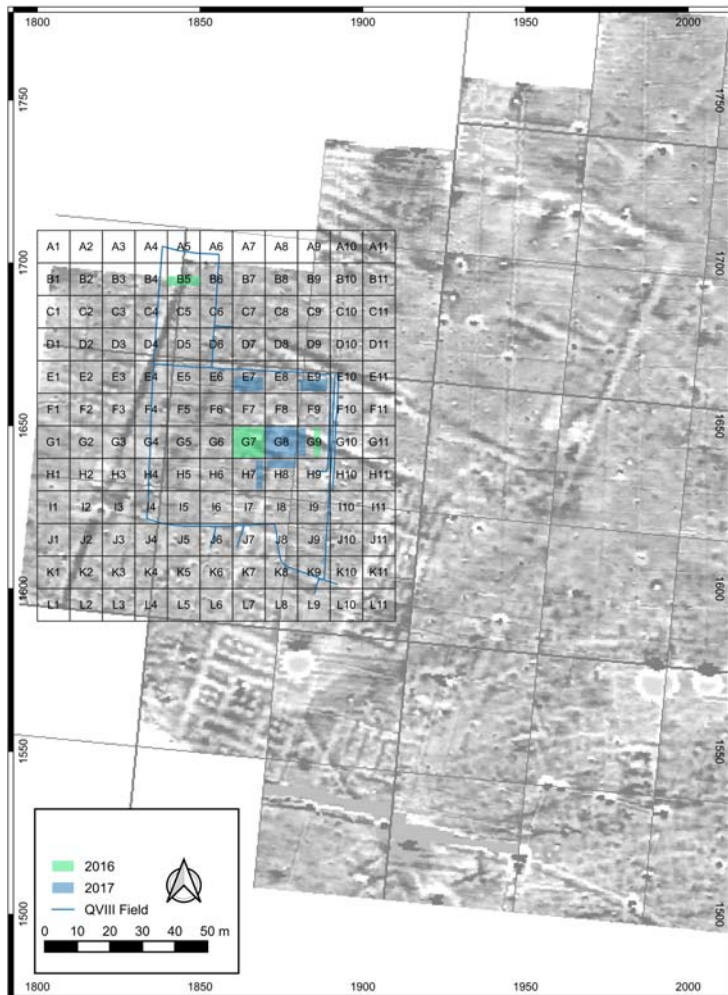 1800 1850 1900 1950 2000
1750 1750
1700 1700
A1 A2 A3 A4 A5 A6 A7 A8 A9 A10 A11
B1 B2 B3 B4 B5 B6 B7 B8 B9 B10 B11
C1 C2 C3 C4 C5 C6 C7 C8 C9 C10 C11
D1 D2 D3 D4 D5 D6 D7 D8 D9 D10 D11
E1 E2 E3 E4 E5 E6 E7 E8 E9 E10 E11
F1 F2 F3 F4 F5 F6 F7 F8 F9 F10 F11
1650 1650
G1 G2 G3 G4 G5 G6 G7 G8 G9 G10 G11
H1 H2 H3 H4 H5 H6 H7 H8 H9 H10 H11
I1 I2 I3 I4 I5 I6 I7 I8 I9 I10 I11
J1 J2 J3 J4 J5 J6 J7 J8 J9 J10 J11
K1 K2 K3 K4 K5 K6 K7 K8 K9 K10 K11
1600 1600
L1 L2 L3 L4 L5 L6 L7 L8 L9 L10 L11
1550 1550
2016
2017
QVIII Field
0 10 20 30 40 50 m
1500 1500
1800 1850 1900 1950 2000